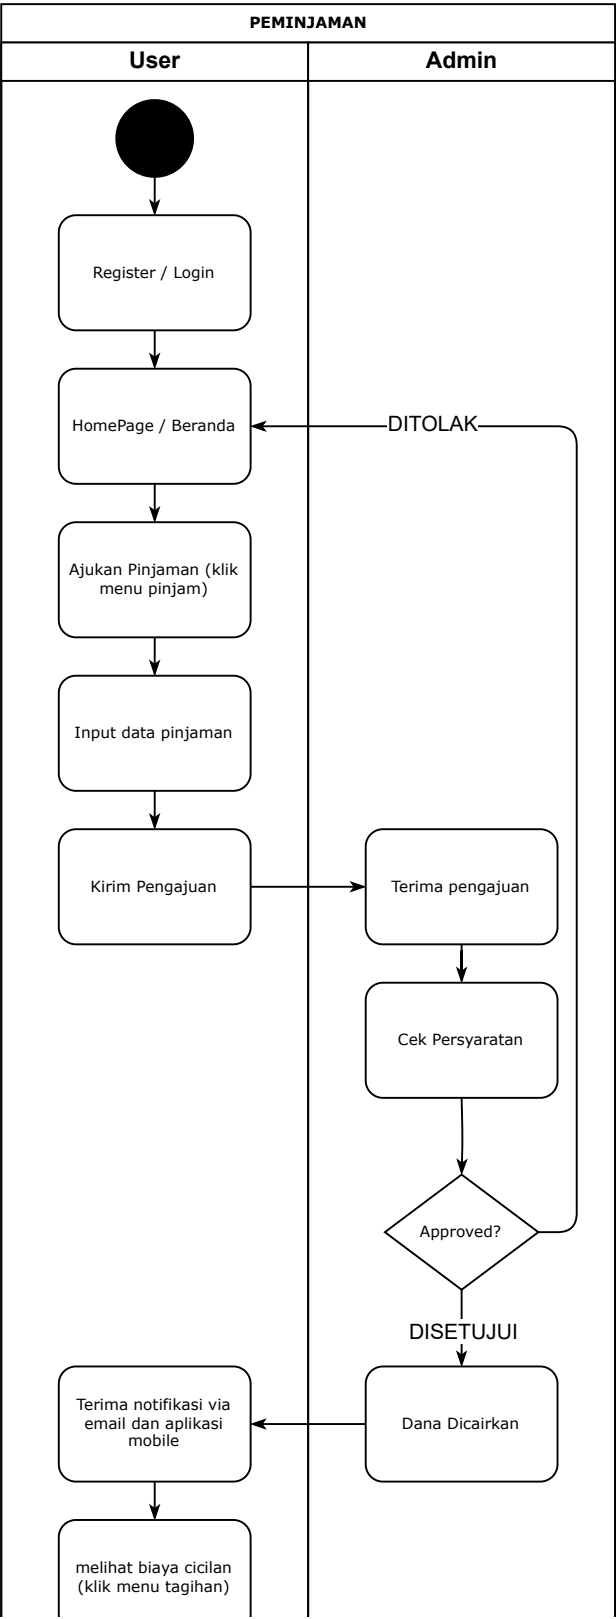 PEMINJAMAN
User
Admin
Register / Login
HomePage / Beranda
DITOLAK
Ajukan Pinjaman (klik
menu pinjam)
Input data pinjaman
Kirim Pengajuan
Terima pengajuan
Cek Persyaratan
Approved?
DISETUJUI
Terima notifikasi via
email dan aplikasi
mobile
Dana Dicairkan
melihat biaya cicilan
(klik menu tagihan)